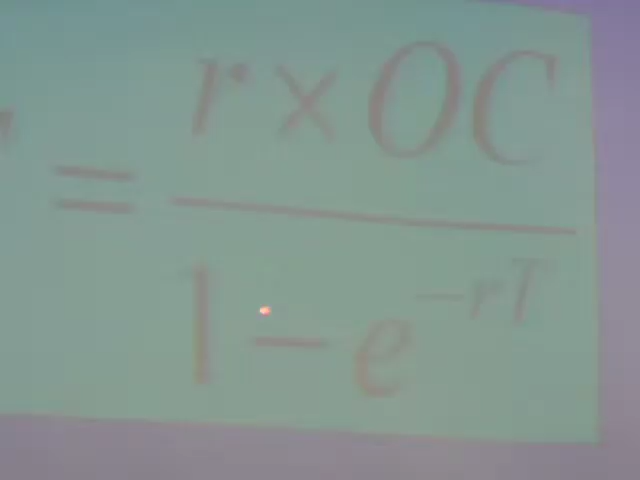 = r × OC
1 − e^−rT